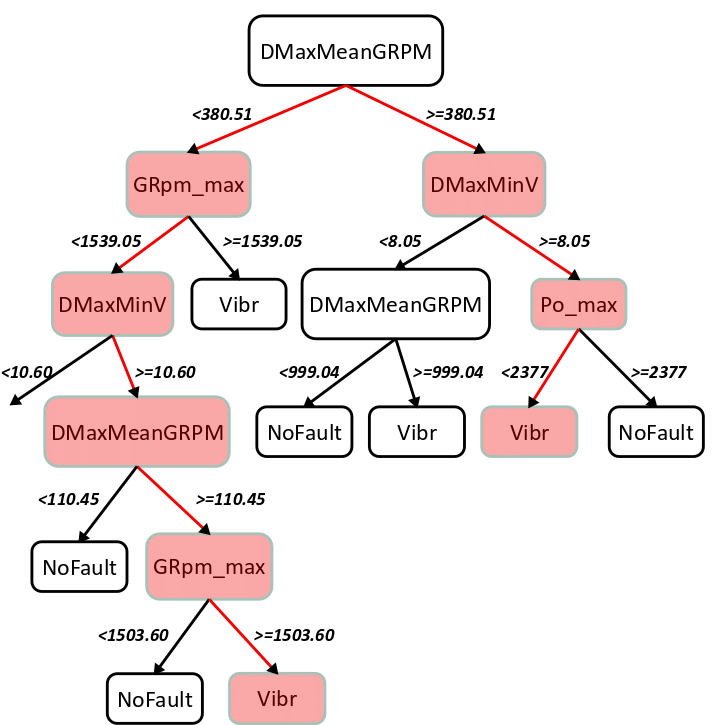 DMaxMeanGRPM
<380.51
>=380.51
GRpm_max
DMaxMinV
<1539.05
>=1539.05
<8.05
>=8.05
DMaxMinV
Vibr
DMaxMeanGRPM
Po_max
<10.60
>=10.60
<999.04
>=999.04
<2377
>=2377
DMaxMeanGRPM
NoFault
Vibr
Vibr
NoFault
<110.45
>=110.45
NoFault
GRpm_max
<1503.60
>=1503.60
NoFault
Vibr